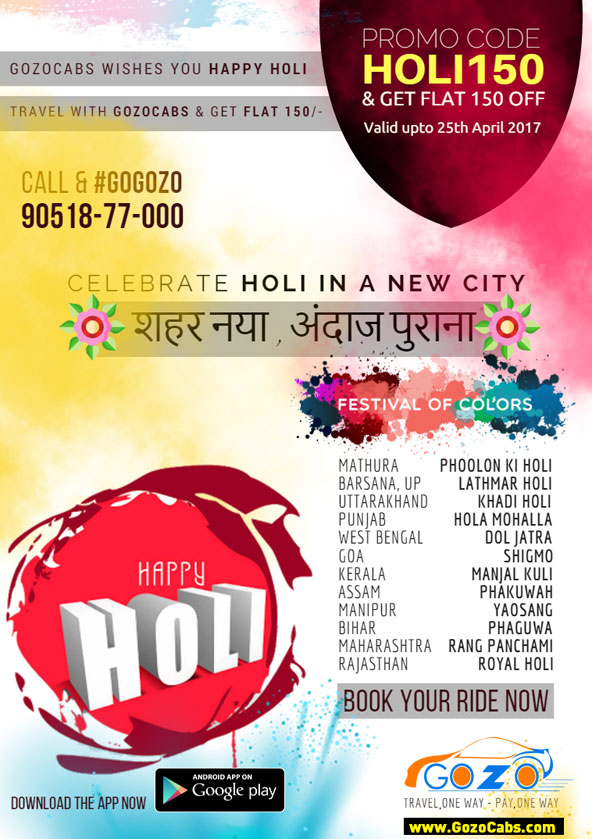 GOZOCABS WISHES YOU HAPPY HOLI
TRAVEL WITH GOZOCABS & GET FLAT 150/-
PROMO CODE
HOLI150
& GET FLAT 150 OFF
Valid upto 25th April 2017
CALL & #GOGOZO
90518-77-000
CELEBRATE HOLI IN A NEW CITY
शहर नया , अंदाज पुराना
FESTIVAL OF COLORS
MATHURA PHOOLON KI HOLI
BARSANA, UP LATHMAR HOLI
UTTARAKHAND KHADI HOLI
PUNJAB HOLA MOHALLA
WEST BENGAL DOL JATRA
GOA SHIGMO
KERALA MANJAL KULI
ASSAM PHAKUWAH
MANIPUR YAOSANG
BIHAR PHAGUWA
MAHARASHTRA RANG PANCHAMI
RAJASTHAN ROYAL HOLI
HAPPY
HOLI
BOOK YOUR RIDE NOW
GOZO
TRAVEL,ONE WAY - PAY,ONE WAY
www.GozoCabs.com
DOWNLOAD THE APP NOW
ANDROID APP ON
Google play